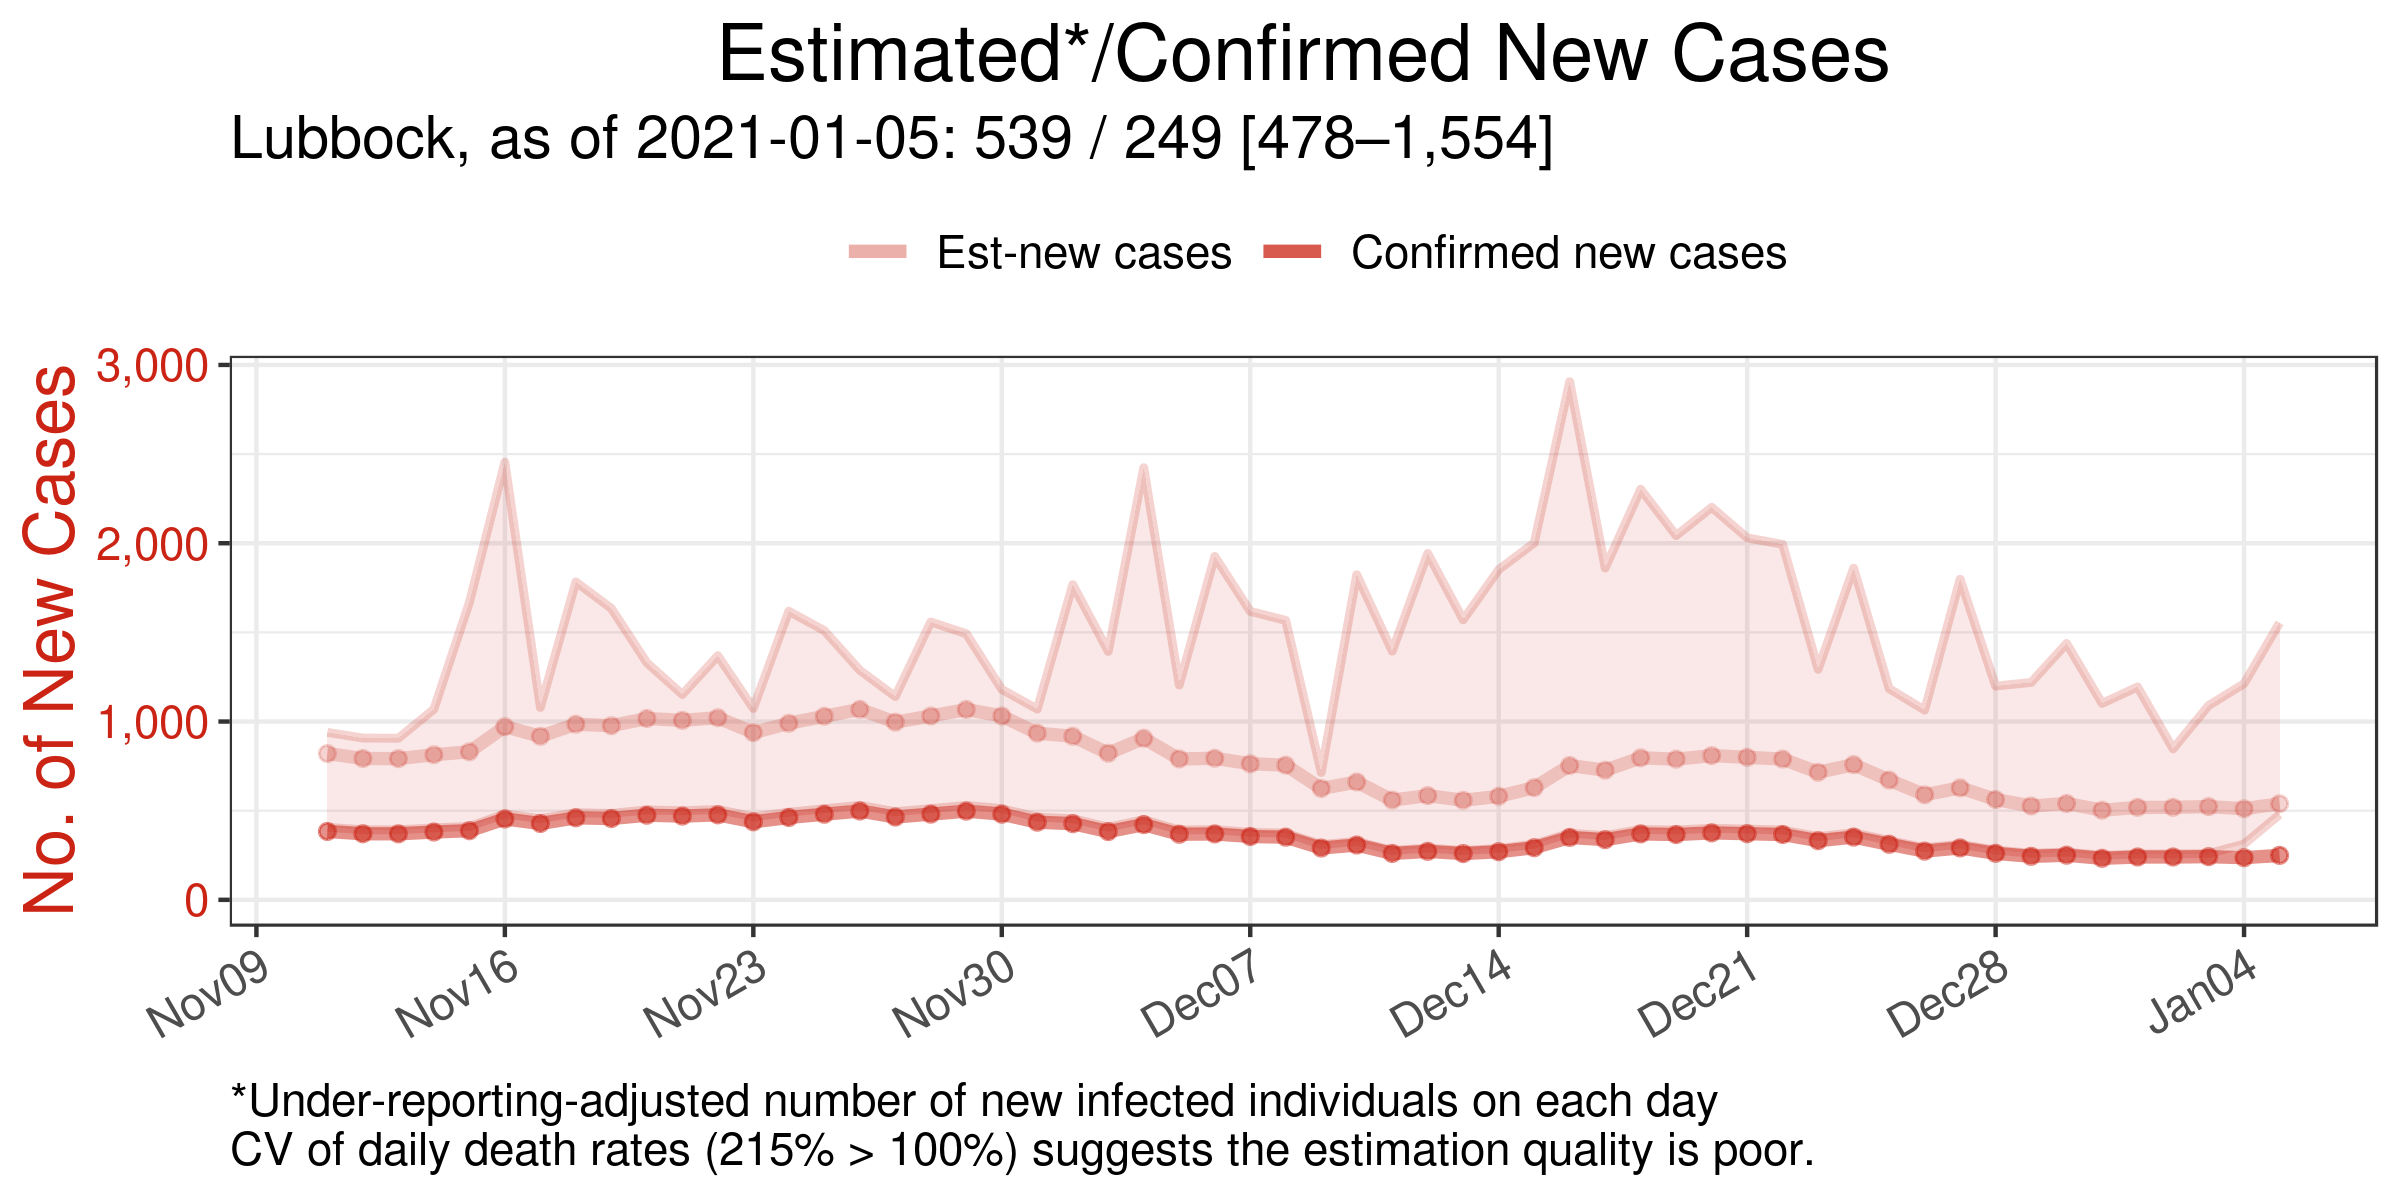 Estimated*/Confirmed New Cases
Lubbock, as of 2021-01-05: 539 / 249 [478–1,554]
Est-new cases
Confirmed new cases
No. of New Cases
3,000
2,000
1,000
0
Nov09
Nov16
Nov23
Nov30
Dec07
Dec14
Dec21
Dec28
Jan04
*Under-reporting-adjusted number of new infected individuals on each day
CV of daily death rates (215% > 100%) suggests the estimation quality is poor.